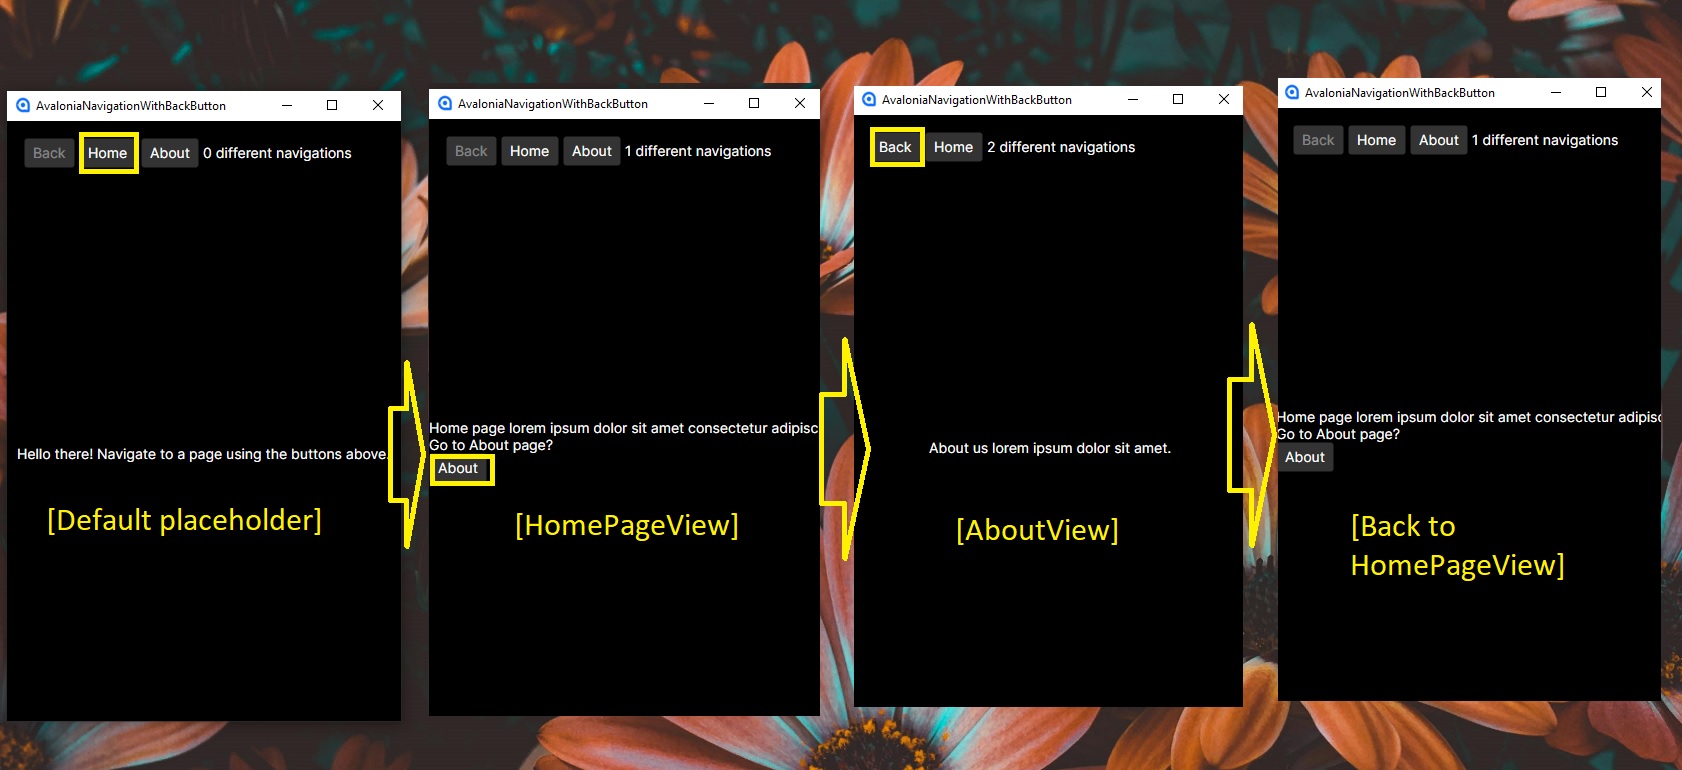 AvaloniaNavigationWithBackButton
Back Home About 0 different navigations
Hello there! Navigate to a page using the buttons above.
[Default placeholder]
AvaloniaNavigationWithBackButton
Back Home About 1 different navigations
Home page lorem ipsum dolor sit amet consectetur adipisc
Go to About page?
About
[HomePageView]
AvaloniaNavigationWithBackButton
Back Home 2 different navigations
About us lorem ipsum dolor sit amet.
[AboutView]
AvaloniaNavigationWithBackButton
Back Home About 1 different navigations
Home page lorem ipsum dolor sit amet consectetur adipisc
Go to About page?
About
[Back to
HomePageView]